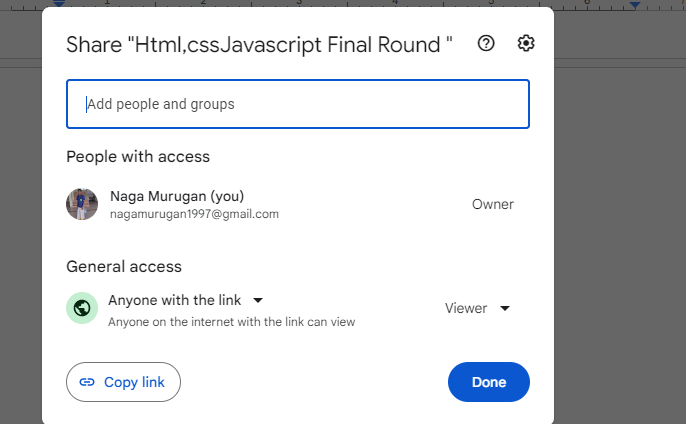 Share "Html,cssJavascript Final Round "
Add people and groups
People with access
Naga Murugan (you)
nagamurugan1997@gmail.com
Owner
General access
Anyone with the link
Anyone on the internet with the link can view
Viewer
Copy link
Done